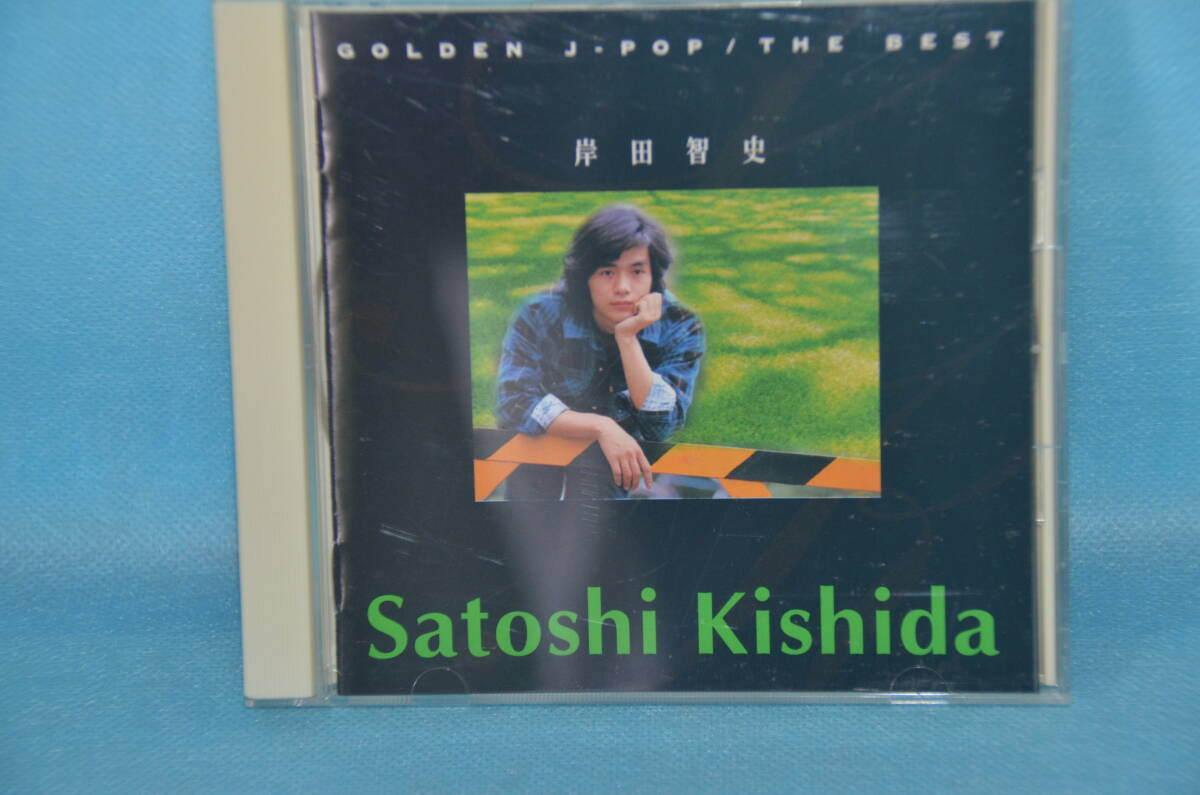 GOLDEN J-POP / THE BEST
岸田智史
Satoshi Kishida